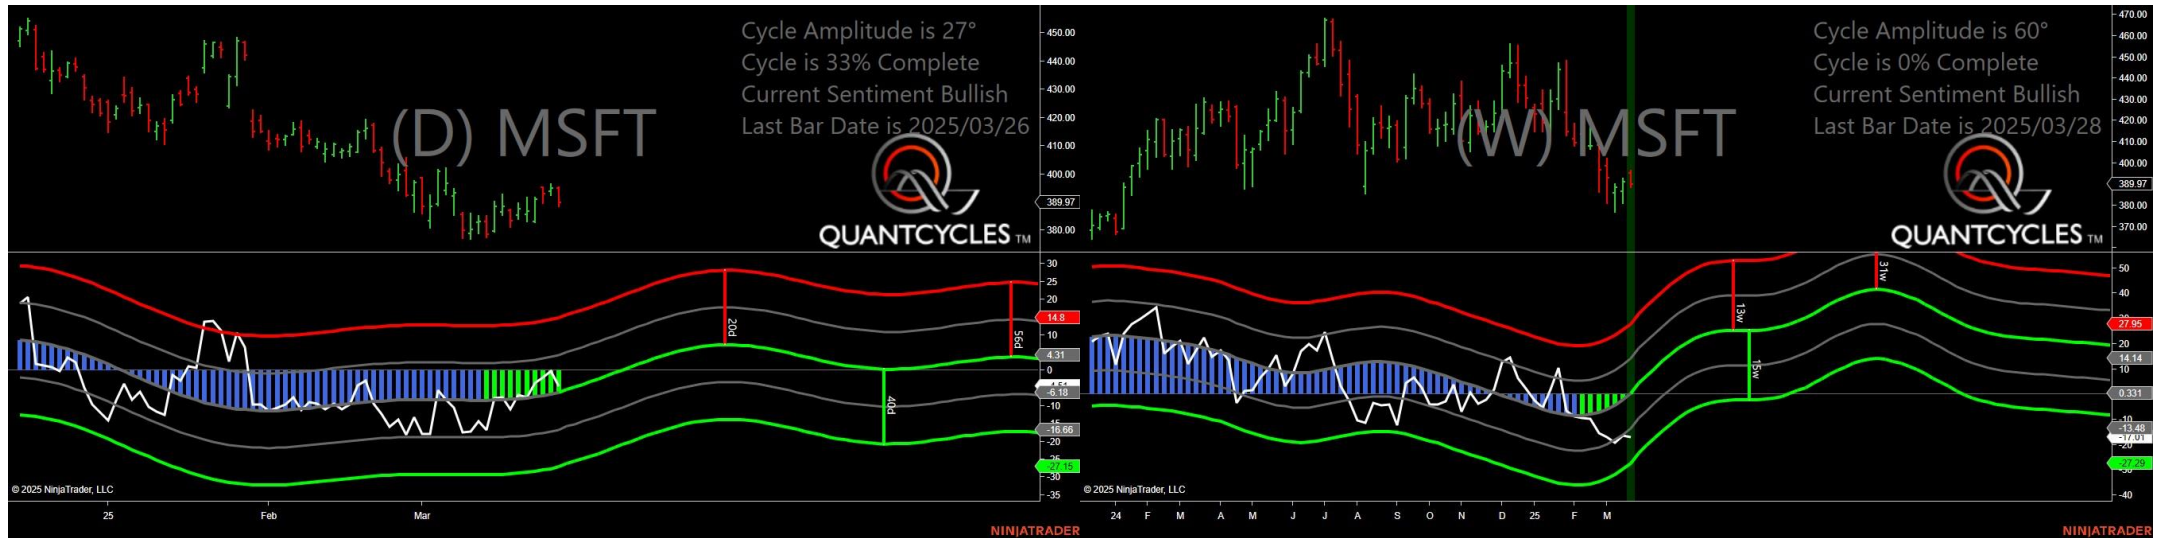 Cycle Amplitude is 27°
Cycle is 33% Complete
Current Sentiment Bullish
Last Bar Date is 2025/03/26
(D) MSFT
QUANTCYCLES TM
450.00
440.00
430.00
420.00
410.00
400.00
389.97
380.00
30
25
20
14.8
10
4.31
0
-4.51
-6.18
-10
-16.66
-20
-27.15
-30
-35
20d
40d
56d
© 2025 NinjaTrader, LLC
25 Feb Mar
NINJATRADER
Cycle Amplitude is 60°
Cycle is 0% Complete
Current Sentiment Bullish
Last Bar Date is 2025/03/28
(W) MSFT
QUANTCYCLES TM
470.00
460.00
450.00
440.00
430.00
420.00
410.00
400.00
389.97
380.00
370.00
50
40
27.95
20
14.14
10
0.331
-10
-13.48
-17.01
-27.29
-40
13w
15w
31w
© 2025 NinjaTrader, LLC
24 F M A M J J A S O N D 25 F M
NINJATRADER